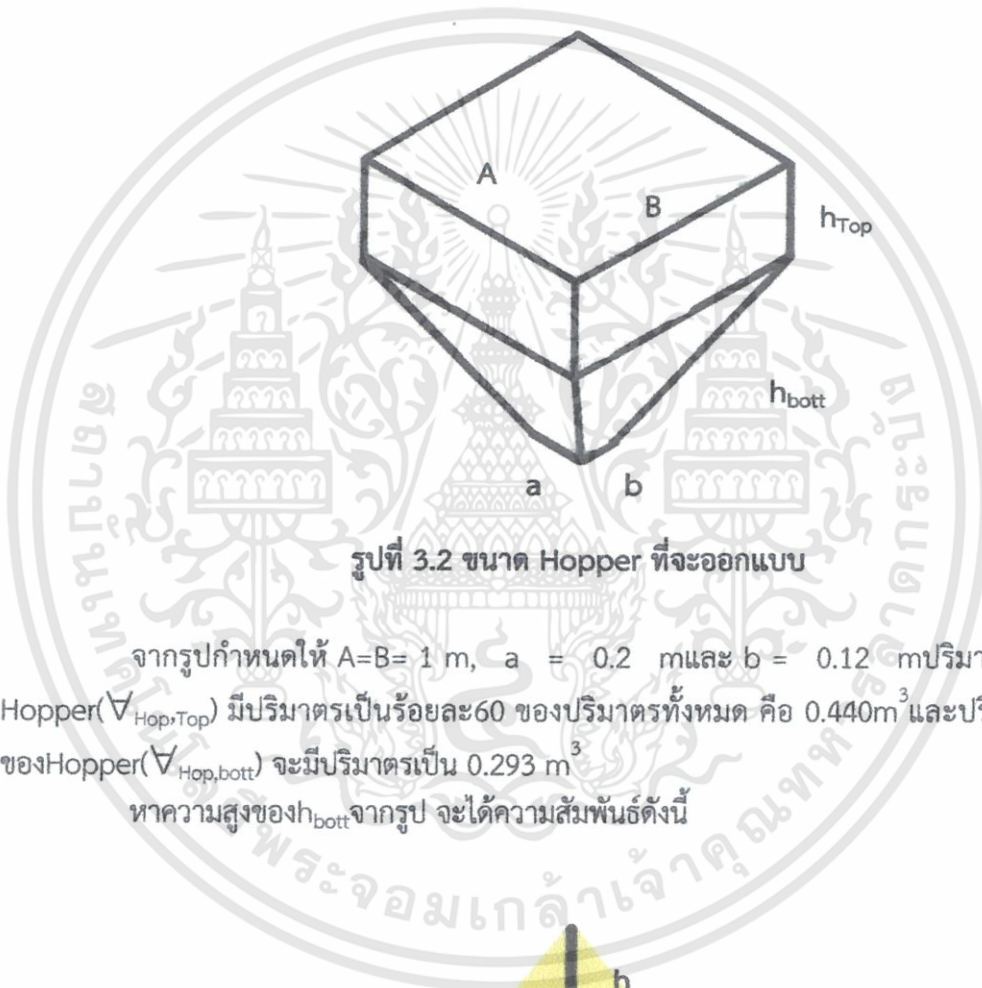 A
B
hTop
hbott
a b
รูปที่ 3.2 ขนาด Hopper ที่จะออกแบบ
จากรูปกำหนดให้ A=B= 1 m, a = 0.2 mและ b = 0.12 mปริมา
Hopper(∀Hop,Top) มีปริมาตรเป็นร้อยละ60 ของปริมาตรทั้งหมด คือ 0.440m³และปริ
ของHopper(∀Hop,bott) จะมีปริมาตรเป็น 0.293 m³
หาความสูงของhbottจากรูป จะได้ความสัมพันธ์ดังนี้
h